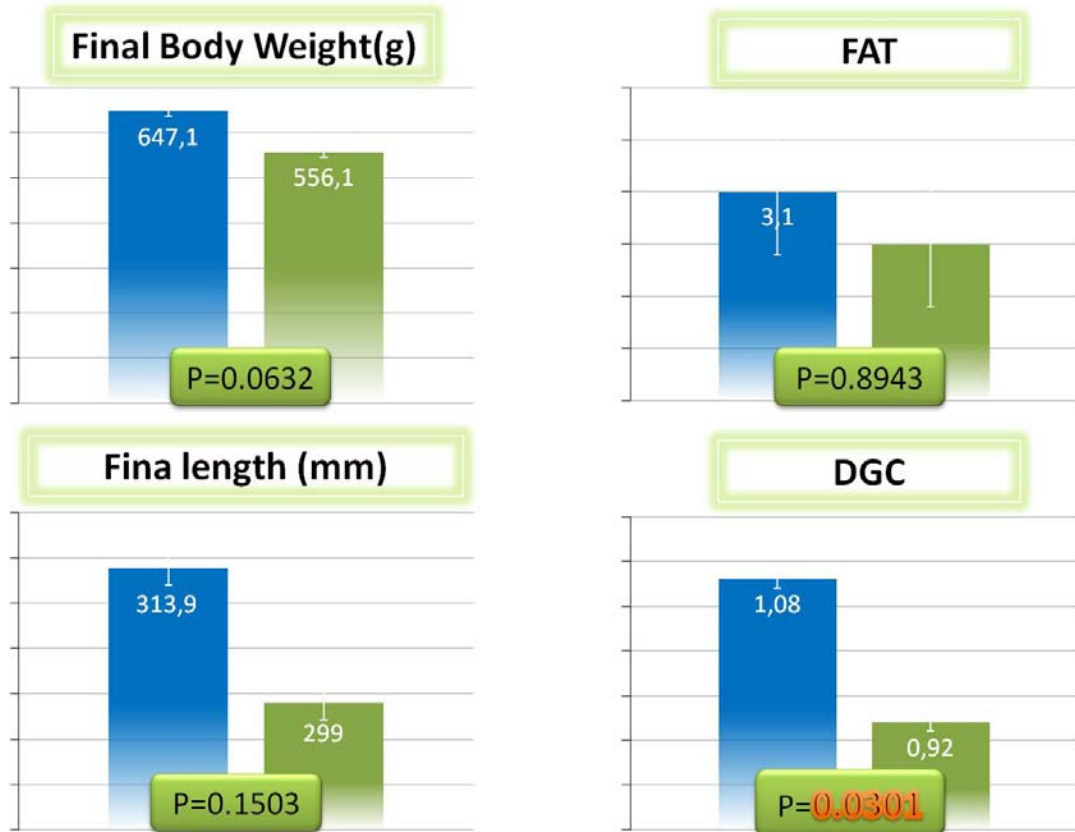 Final Body Weight(g)
647,1
556,1
P=0.0632
FAT
3,1
P=0.8943
Fina length (mm)
313,9
299
P=0.1503
DGC
1,08
0,92
P=0.0301